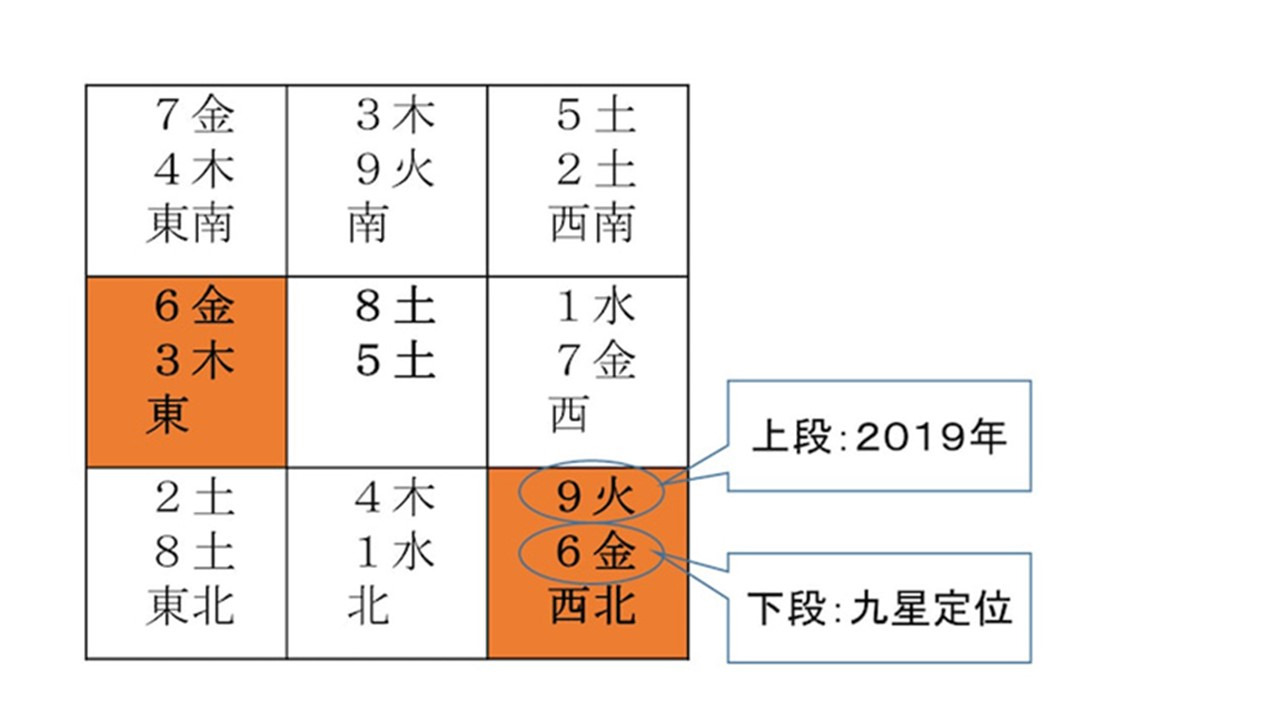 ７金
４木
東南
３木
９火
南
５土
２土
西南
６金
３木
東
８土
５土
１水
７金
西
２土
８土
東北
４木
１水
北
９火
６金
西北
上段：２０１９年
下段：九星定位